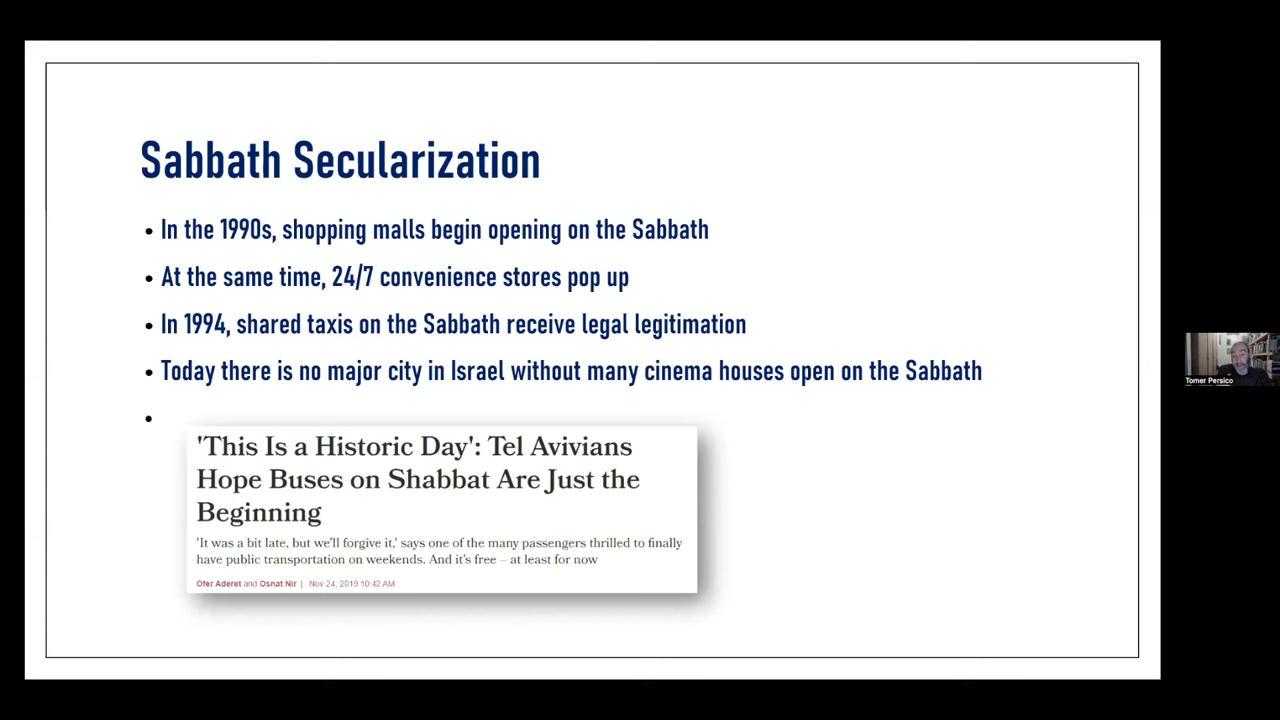 Sabbath Secularization
• In the 1990s, shopping malls begin opening on the Sabbath
• At the same time, 24/7 convenience stores pop up
• In 1994, shared taxis on the Sabbath receive legal legitimation
• Today there is no major city in Israel without many cinema houses open on the Sabbath
•
'This Is a Historic Day': Tel Avivians
Hope Buses on Shabbat Are Just the
Beginning
'It was a bit late, but we'll forgive it,' says one of the many passengers thrilled to finally
have public transportation on weekends. And it's free – at least for now
Ofer Aderet and Osnat Nir | Nov 24, 2019 10:42 AM
Tomer Persico